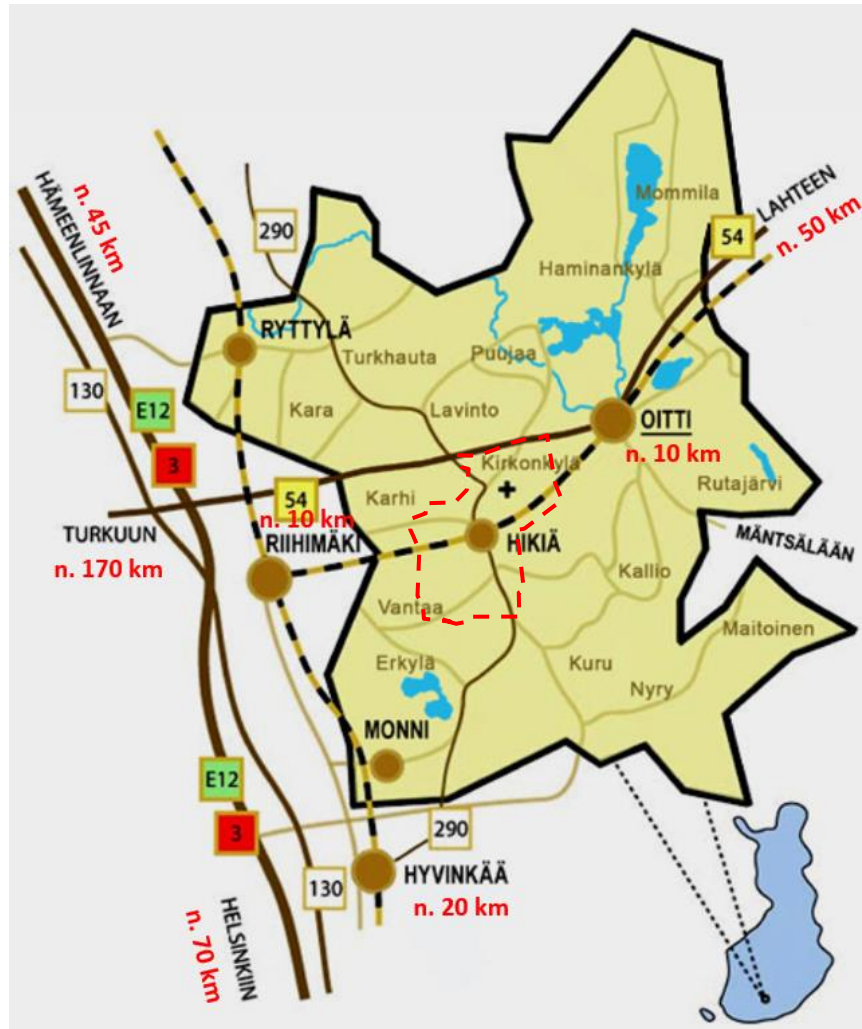 HÄMEENLINNAAN
n. 45 km
290
Mommila
LAHTEEN
54
n. 50 km
Haminankylä
RYTTYLÄ
Turkhauta
Puujaa
130
E12
3
Kara
Lavinto
OITTI
n. 10 km
Kirkonkylä
54
Karhi
Rutajärvi
TURKUUN
n. 170 km
n. 10 km
RIIHIMÄKI
HIKIÄ
MÄNTSÄLÄÄN
Kallio
Vantaa
Maitoinen
Erkylä
Kuru
Nyry
MONNI
E12
3
290
130
HYVINKÄÄ
n. 20 km
HELSINKIIN
n. 70 km